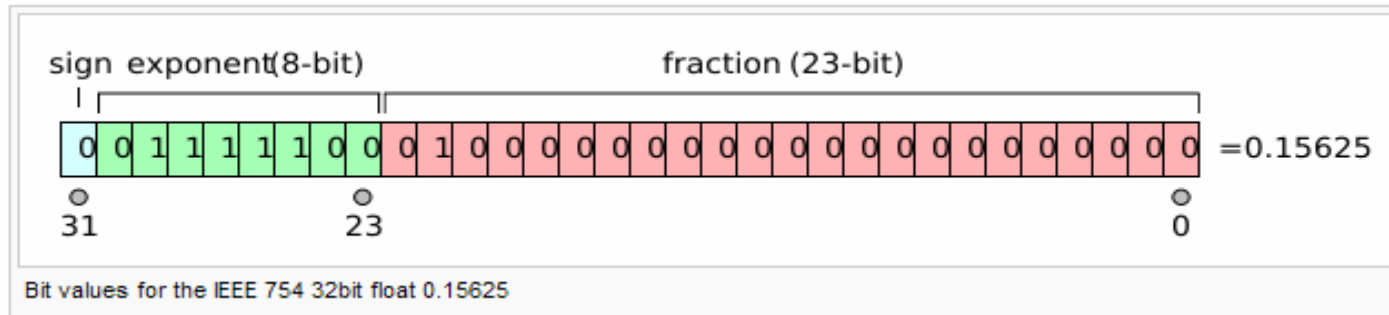 sign exponent(8-bit) fraction (23-bit)
0 0 1 1 1 1 1 0 0 0 1 0 0 0 0 0 0 0 0 0 0 0 0 0 0 0 0 0 0 0 0 0 =0.15625
31 23 0
Bit values for the IEEE 754 32bit float 0.15625